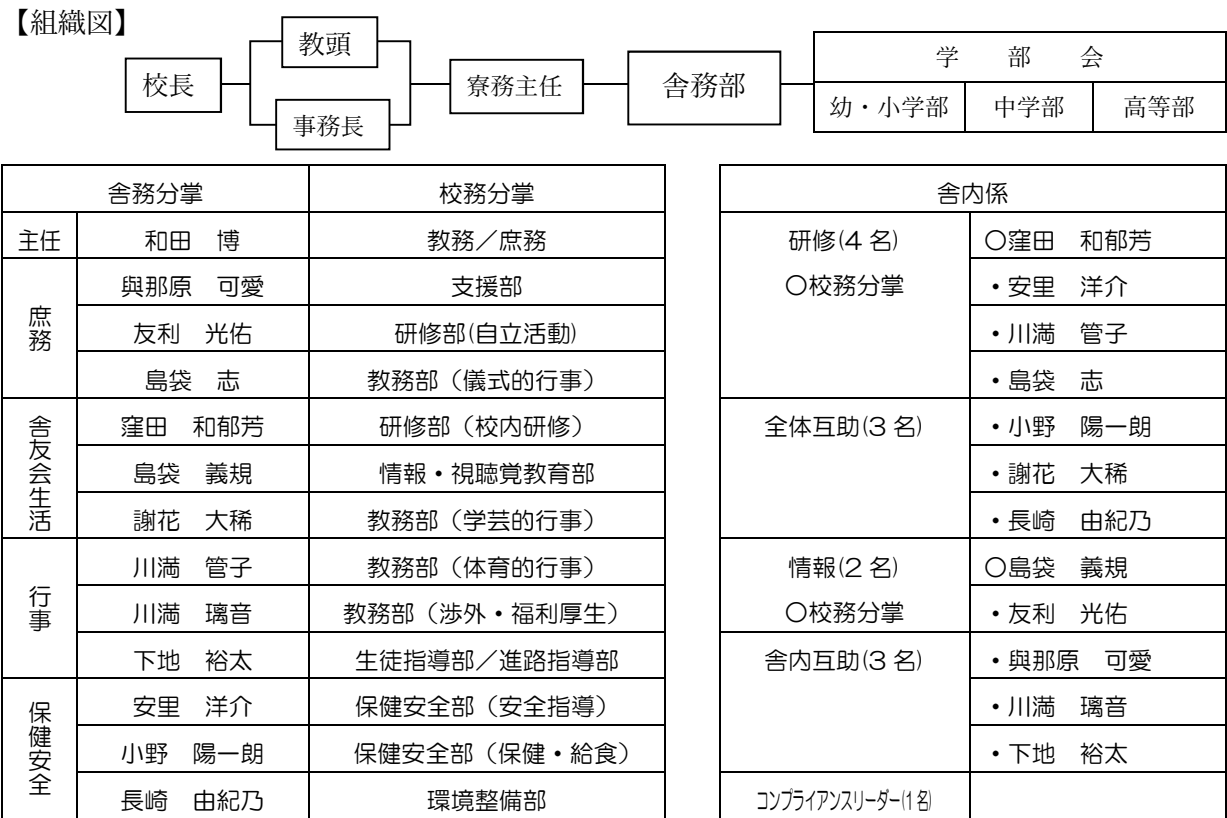 【組織図】
校長
教頭
事務長
寮務主任
舎務部
学 部 会
幼・小学部 中学部 高等部
舎務分掌 校務分掌
主任 和田 博 教務／庶務
庶務 與那原 可愛 支援部
友利 光佑 研修部(自立活動)
島袋 志 教務部（儀式的行事）
舎友会生活 窪田 和郁芳 研修部（校内研修）
島袋 義規 情報・視聴覚教育部
謝花 大稀 教務部（学芸的行事）
行事 川満 管子 教務部（体育的行事）
川満 璃音 教務部（渉外・福利厚生）
下地 裕太 生徒指導部／進路指導部
保健安全 安里 洋介 保健安全部（安全指導）
小野 陽一朗 保健安全部（保健・給食）
長崎 由紀乃 環境整備部
舎内係
研修(4 名) 〇窪田 和郁芳
〇校務分掌 ・安里 洋介
・川満 管子
・島袋 志
全体互助(3 名) ・小野 陽一朗
・謝花 大稀
・長崎 由紀乃
情報(2 名) 〇島袋 義規
〇校務分掌 ・友利 光佑
舎内互助(3 名) ・與那原 可愛
・川満 璃音
・下地 裕太
コンプライアンスリーダー(1 名)